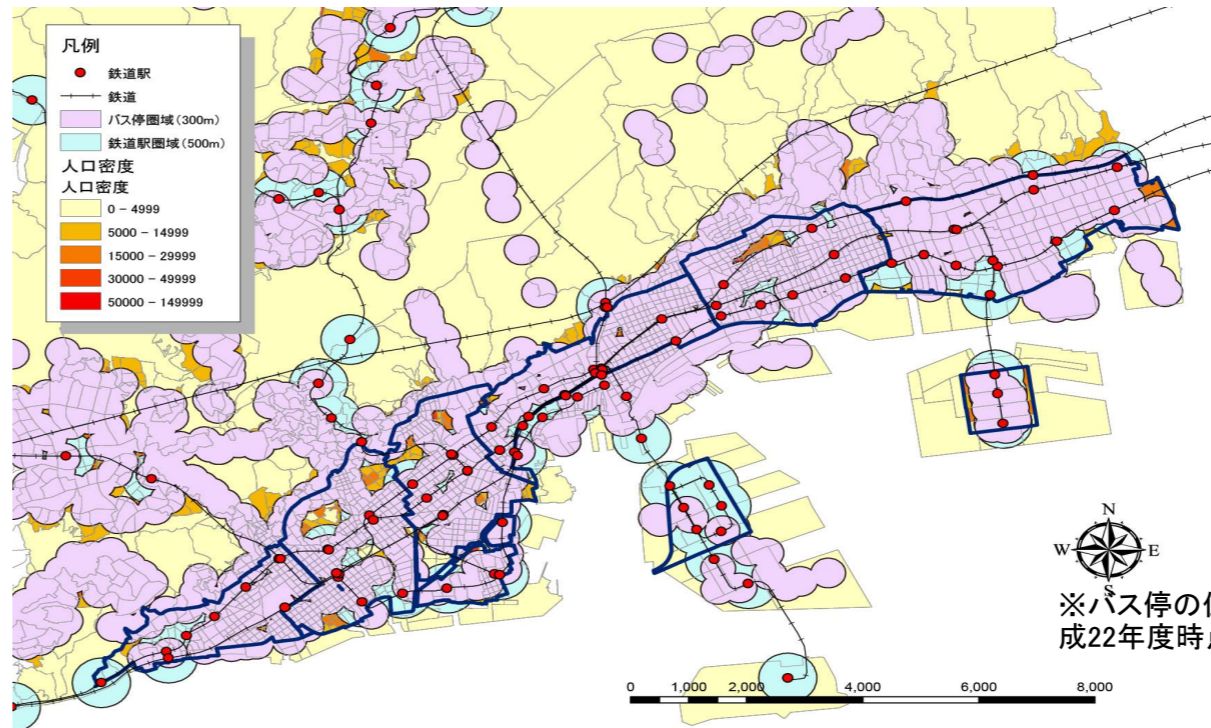 凡例
鉄道駅
鉄道
バス停圏域（300m）
鉄道駅圏域（500m）
人口密度
人口密度
0 - 4999
5000 - 14999
15000 - 29999
30000 - 49999
50000 - 149999
N
W E
S
※バス停の
成22年度時
0 1,000 2,000 4,000 6,000 8,000